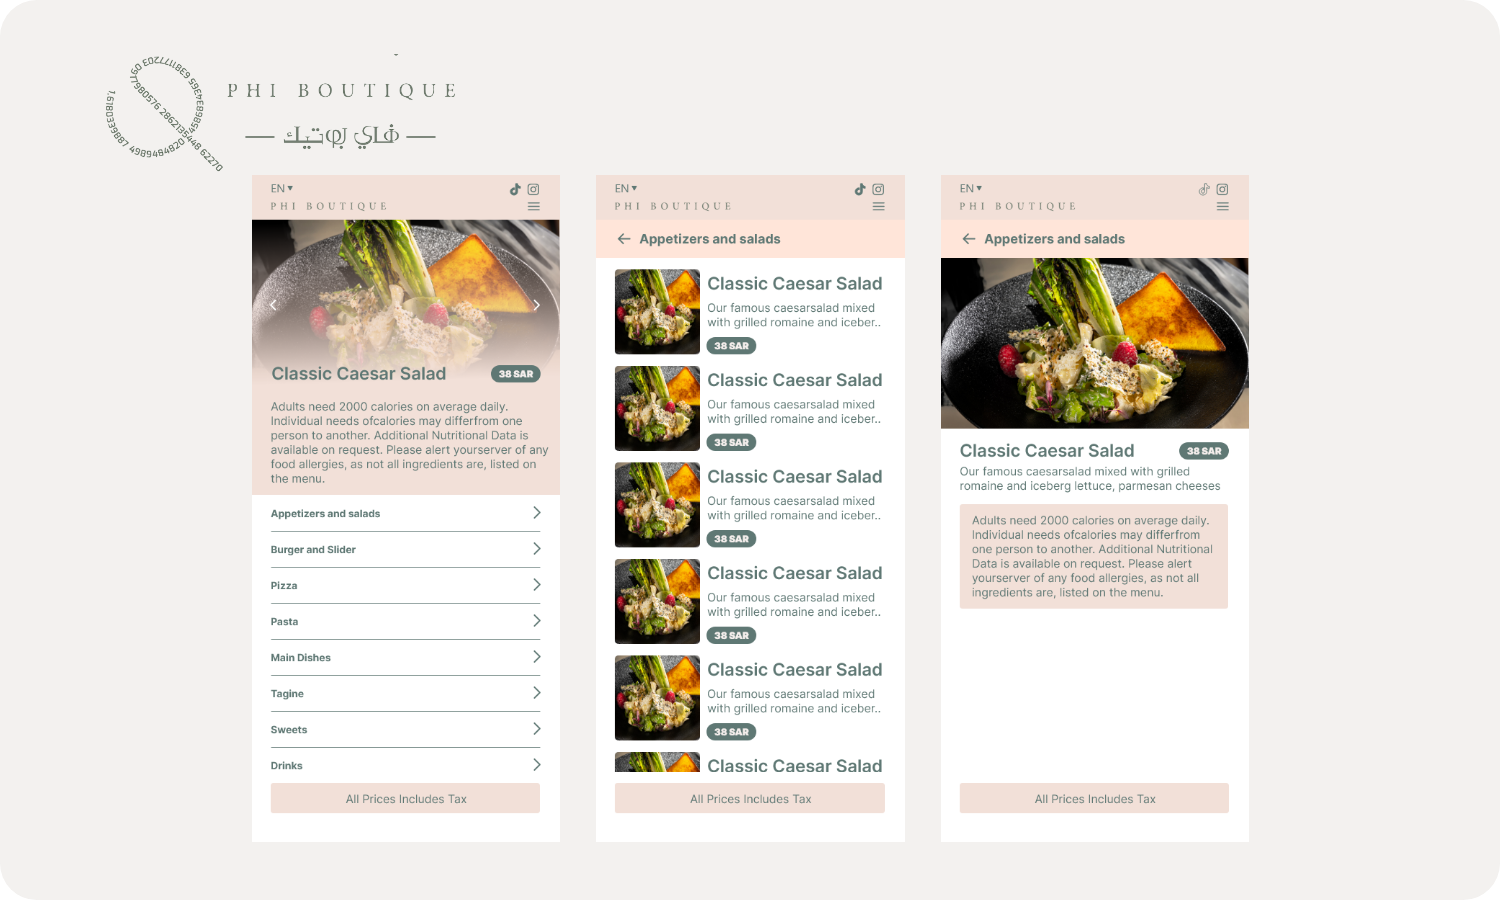 1.6180339887 4989484820 4586834365 6381177203 0917980576 2862135448 62270
PHI BOUTIQUE
فاي بوتيك
EN
PHI BOUTIQUE
Classic Caesar Salad
38 SAR
Adults need 2000 calories on average daily.
Individual needs ofcalories may differfrom one
person to another. Additional Nutritional Data is
available on request. Please alert yourserver of any
food allergies, as not all ingredients are, listed on
the menu.
Appetizers and salads
Burger and Slider
Pizza
Pasta
Main Dishes
Tagine
Sweets
Drinks
All Prices Includes Tax
EN
PHI BOUTIQUE
Appetizers and salads
Classic Caesar Salad
Our famous caesarsalad mixed
with grilled romaine and iceber..
38 SAR
Classic Caesar Salad
Our famous caesarsalad mixed
with grilled romaine and iceber..
38 SAR
Classic Caesar Salad
Our famous caesarsalad mixed
with grilled romaine and iceber..
38 SAR
Classic Caesar Salad
Our famous caesarsalad mixed
with grilled romaine and iceber..
38 SAR
Classic Caesar Salad
Our famous caesarsalad mixed
with grilled romaine and iceber..
38 SAR
Classic Caesar Salad
All Prices Includes Tax
EN
PHI BOUTIQUE
Appetizers and salads
Classic Caesar Salad
38 SAR
Our famous caesarsalad mixed with grilled
romaine and iceberg lettuce, parmesan cheeses
Adults need 2000 calories on average daily.
Individual needs ofcalories may differfrom
one person to another. Additional Nutritional
Data is available on request. Please alert
yourserver of any food allergies, as not all
ingredients are, listed on the menu.
All Prices Includes Tax